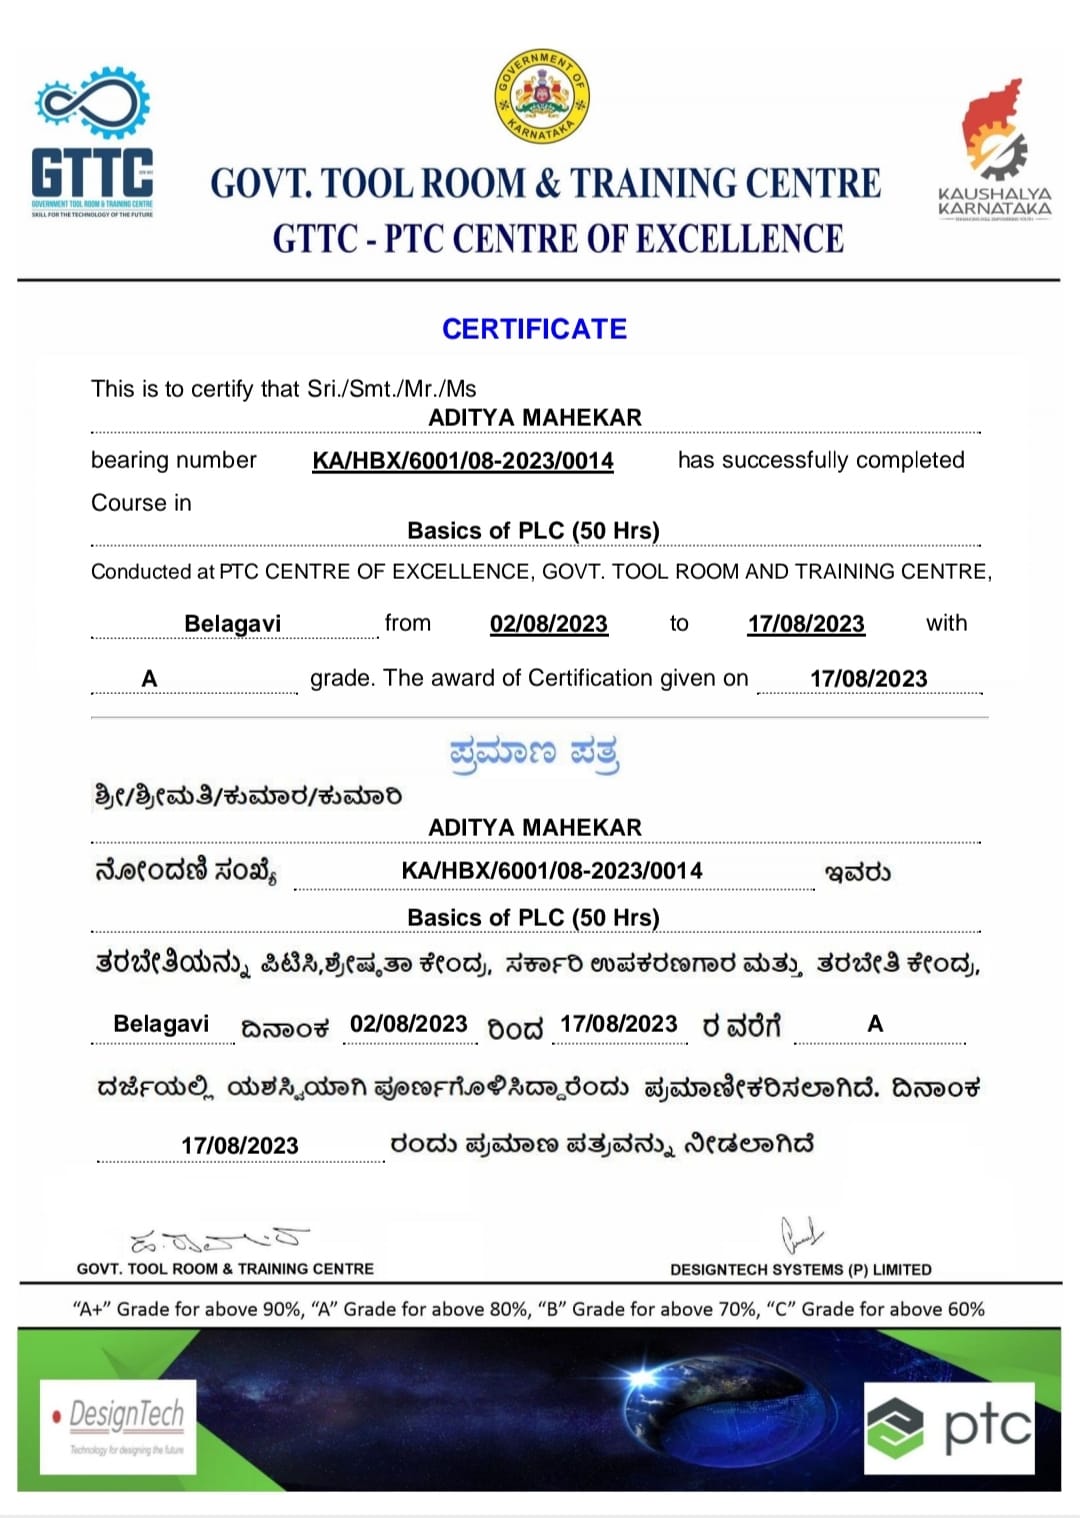 GOVERNMENT OF
KARNATAKA
GTTC
GOVERNMENT TOOL ROOM & TRAINING CENTRE
SKILL FOR THE TECHNOLOGY OF THE FUTURE
KAUSHALYA
KARNATAKA
GOVT. TOOL ROOM & TRAINING CENTRE
GTTC - PTC CENTRE OF EXCELLENCE
CERTIFICATE
This is to certify that Sri./Smt./Mr./Ms
ADITYA MAHEKAR
bearing number KA/HBX/6001/08-2023/0014 has successfully completed
Course in
Basics of PLC (50 Hrs)
Conducted at PTC CENTRE OF EXCELLENCE, GOVT. TOOL ROOM AND TRAINING CENTRE,
Belagavi from 02/08/2023 to 17/08/2023 with
A grade. The award of Certification given on 17/08/2023
ಪ್ರಮಾಣ ಪತ್ರ
ಶ್ರೀ/ಶ್ರೀಮತಿ/ಕುಮಾರ/ಕುಮಾರಿ
ADITYA MAHEKAR
ನೋಂದಣಿ ಸಂಖ್ಯೆ KA/HBX/6001/08-2023/0014 ಇವರು
Basics of PLC (50 Hrs)
ತರಬೇತಿಯನ್ನು ಪಿಟಿಸಿ,ಶ್ರೇಷ್ಠತಾ ಕೇಂದ್ರ, ಸರ್ಕಾರಿ ಉಪಕರಣಗಾರ ಮತ್ತು ತರಬೇತಿ ಕೇಂದ್ರ,
Belagavi ದಿನಾಂಕ 02/08/2023 ರಿಂದ 17/08/2023 ರ ವರೆಗೆ A
ದರ್ಜೆಯಲ್ಲಿ ಯಶಸ್ವಿಯಾಗಿ ಪೂರ್ಣಗೊಳಿಸಿದ್ದಾರೆಂದು ಪ್ರಮಾಣೀಕರಿಸಲಾಗಿದೆ. ದಿನಾಂಕ
17/08/2023 ರಂದು ಪ್ರಮಾಣ ಪತ್ರವನ್ನು ನೀಡಲಾಗಿದೆ
GOVT. TOOL ROOM & TRAINING CENTRE
DESIGNTECH SYSTEMS (P) LIMITED
“A+” Grade for above 90%, “A” Grade for above 80%, “B” Grade for above 70%, “C” Grade for above 60%
DesignTech
Technology for designing the future
ptc